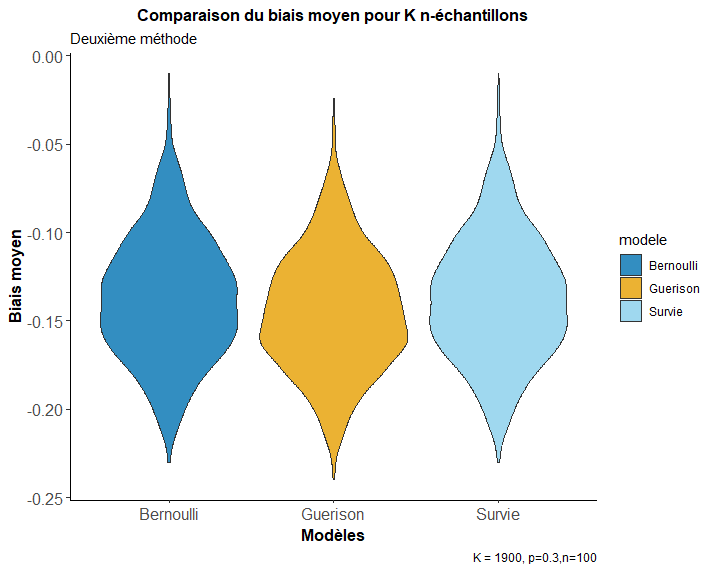 Comparaison du biais moyen pour K n-échantillons
Deuxième méthode
0.00
-0.05
-0.10
-0.15
-0.20
-0.25
Biais moyen
Bernoulli
Guerison
Survie
Modèles
modele
Bernoulli
Guerison
Survie
K = 1900, p=0.3,n=100